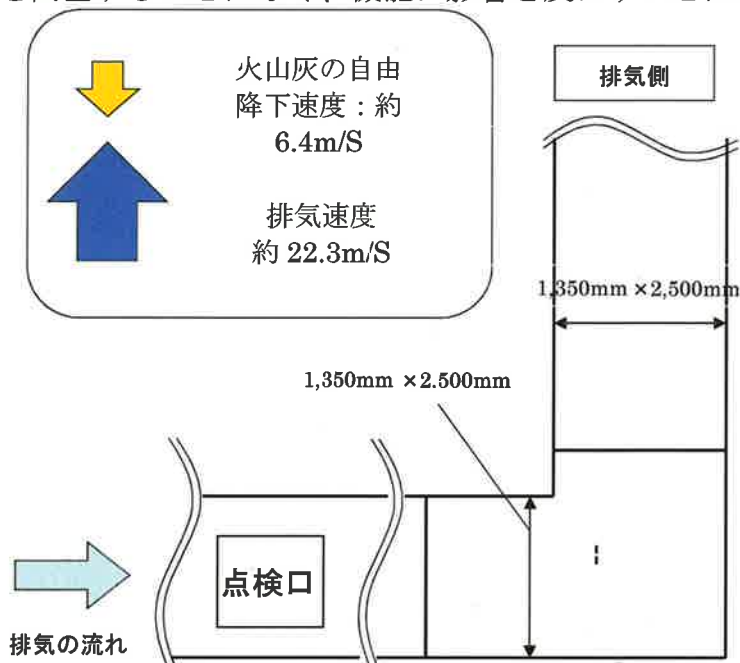 火山灰の自由
降下速度：約
6.4m/S
排気速度
約 22.3m/S
排気側
1,350mm ×2,500mm
1,350mm ×2.500mm
点検口
排気の流れ